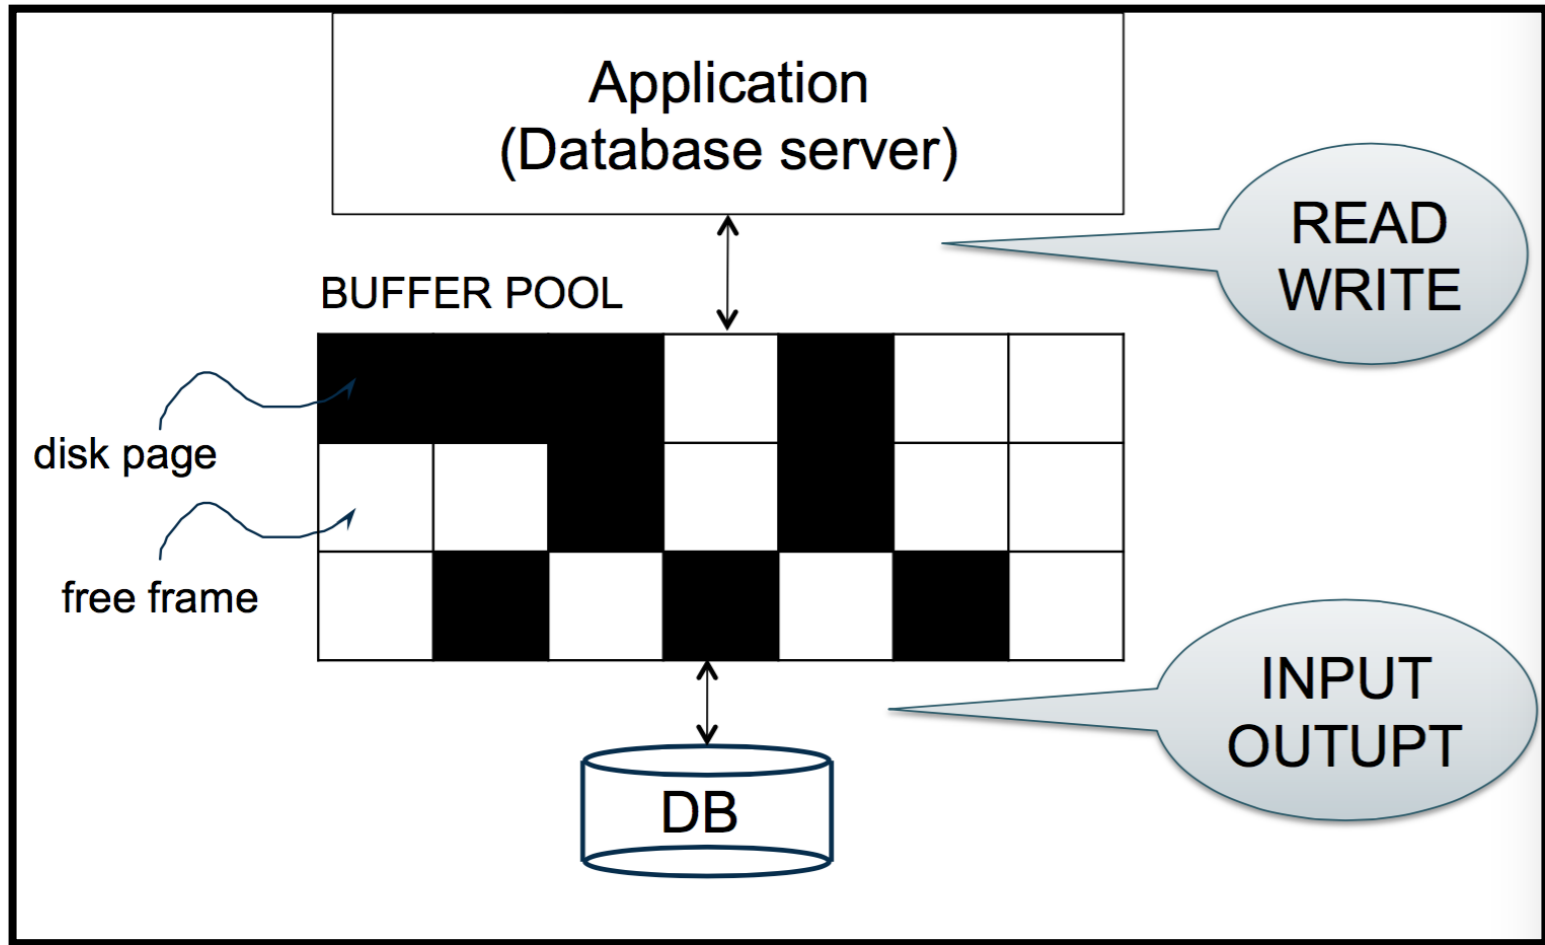 Application
(Database server)
READ
WRITE
BUFFER POOL
disk page
free frame
INPUT
OUTUPT
DB